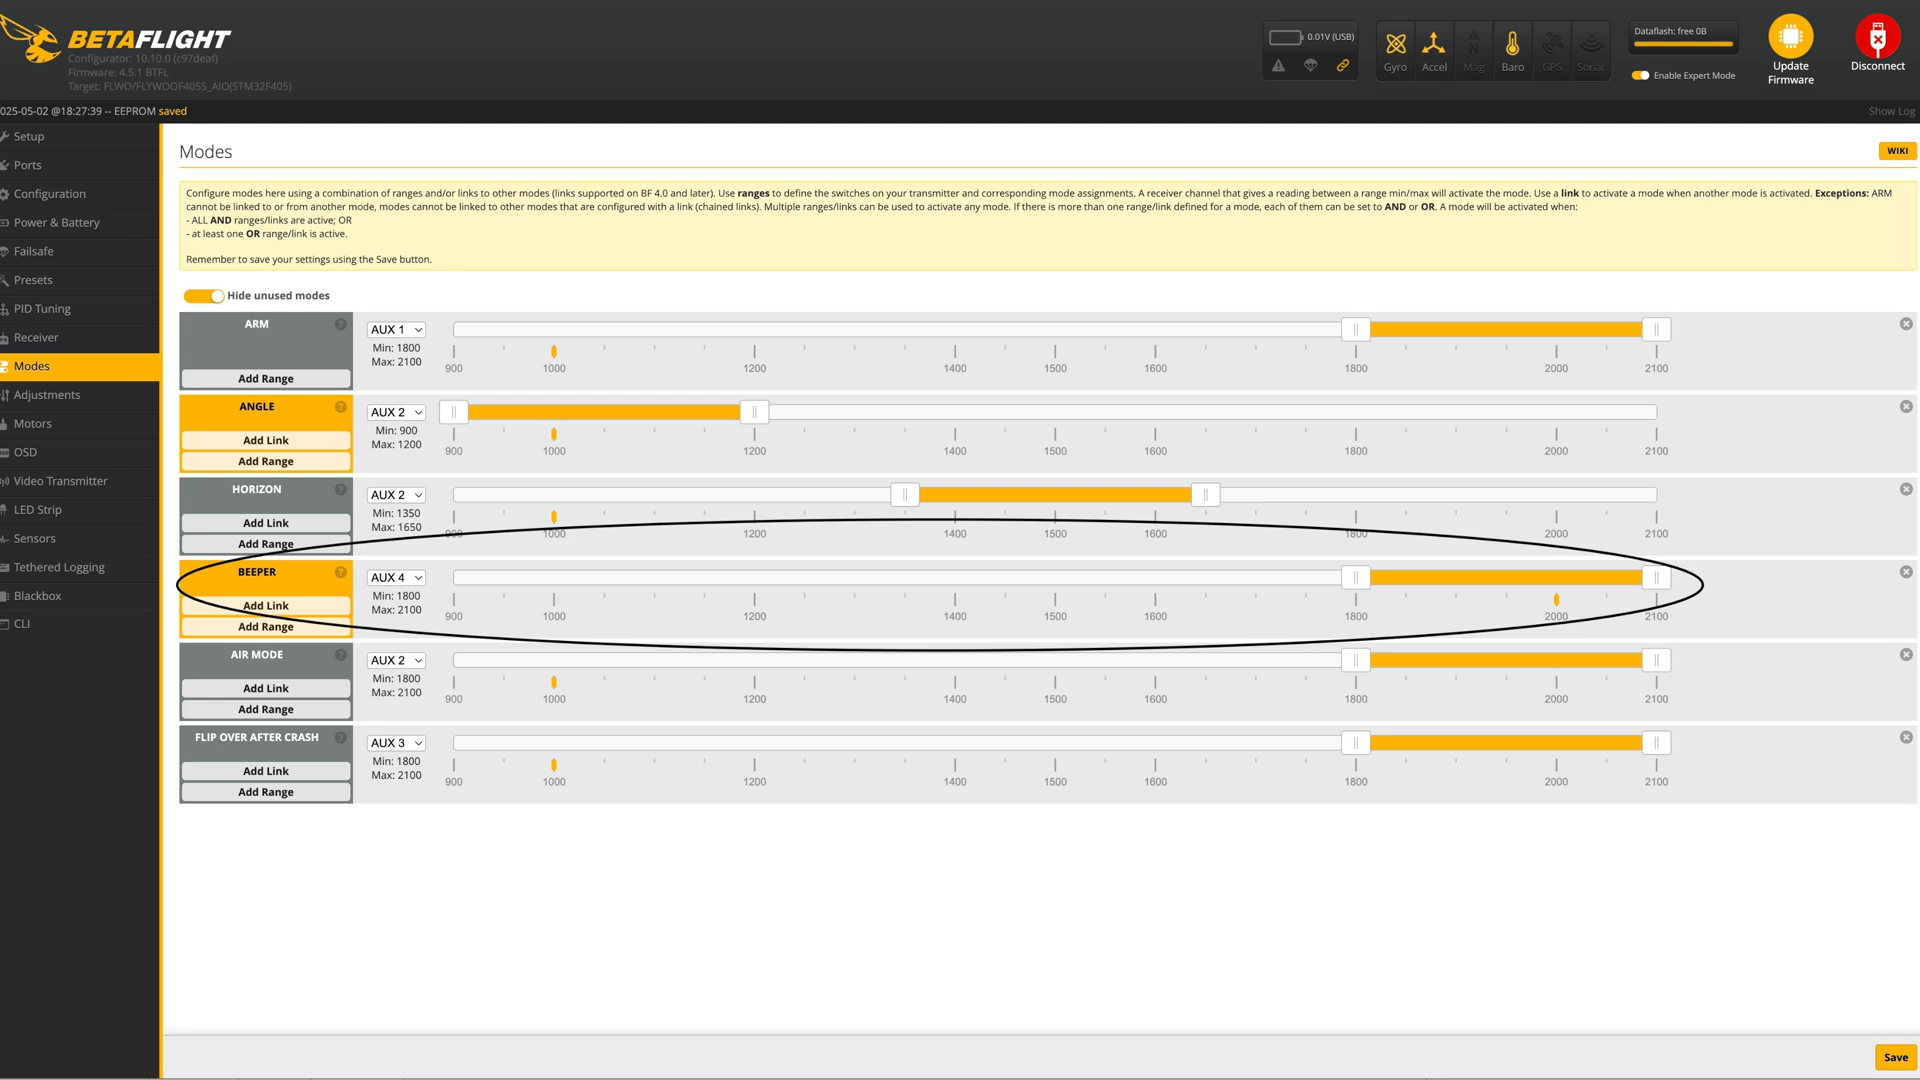 BETAFLIGHT
Configurator: 10.10.0 (c97deaf)
Firmware: 4.5.1 BTFL
Target: FLWO/FLYWOOF405S_AIO(STM32F405)
0.01V (USB)
Gyro
Accel
Mag
Baro
GPS
Sonar
Dataflash: free 0B
Enable Expert Mode
Update
Firmware
Disconnect
025-05-02 @18:27:39 -- EEPROM saved
Show Log
Setup
Ports
Configuration
Power & Battery
Failsafe
Presets
PID Tuning
Receiver
Modes
Adjustments
Motors
OSD
Video Transmitter
LED Strip
Sensors
Tethered Logging
Blackbox
CLI
Modes
WIKI
Configure modes here using a combination of ranges and/or links to other modes (links supported on BF 4.0 and later). Use ranges to define the switches on your transmitter and corresponding mode assignments. A receiver channel that gives a reading between a range min/max will activate the mode. Use a link to activate a mode when another mode is activated. Exceptions: ARM
cannot be linked to or from another mode, modes cannot be linked to other modes that are configured with a link (chained links). Multiple ranges/links can be used to activate any mode. If there is more than one range/link defined for a mode, each of them can be set to AND or OR. A mode will be activated when:
- ALL AND ranges/links are active; OR
- at least one OR range/link is active.
Remember to save your settings using the Save button.
Hide unused modes
ARM
Add Range
AUX 1
Min: 1800
Max: 2100
900 1000 1200 1400 1500 1600 1800 2000 2100
ANGLE
Add Link
Add Range
AUX 2
Min: 900
Max: 1200
900 1000 1200 1400 1500 1600 1800 2000 2100
HORIZON
Add Link
Add Range
AUX 2
Min: 1350
Max: 1650
900 1000 1200 1400 1500 1600 1800 2000 2100
BEEPER
Add Link
Add Range
AUX 4
Min: 1800
Max: 2100
900 1000 1200 1400 1500 1600 1800 2000 2100
AIR MODE
Add Link
Add Range
AUX 2
Min: 1800
Max: 2100
900 1000 1200 1400 1500 1600 1800 2000 2100
FLIP OVER AFTER CRASH
Add Link
Add Range
AUX 3
Min: 1800
Max: 2100
900 1000 1200 1400 1500 1600 1800 2000 2100
Save